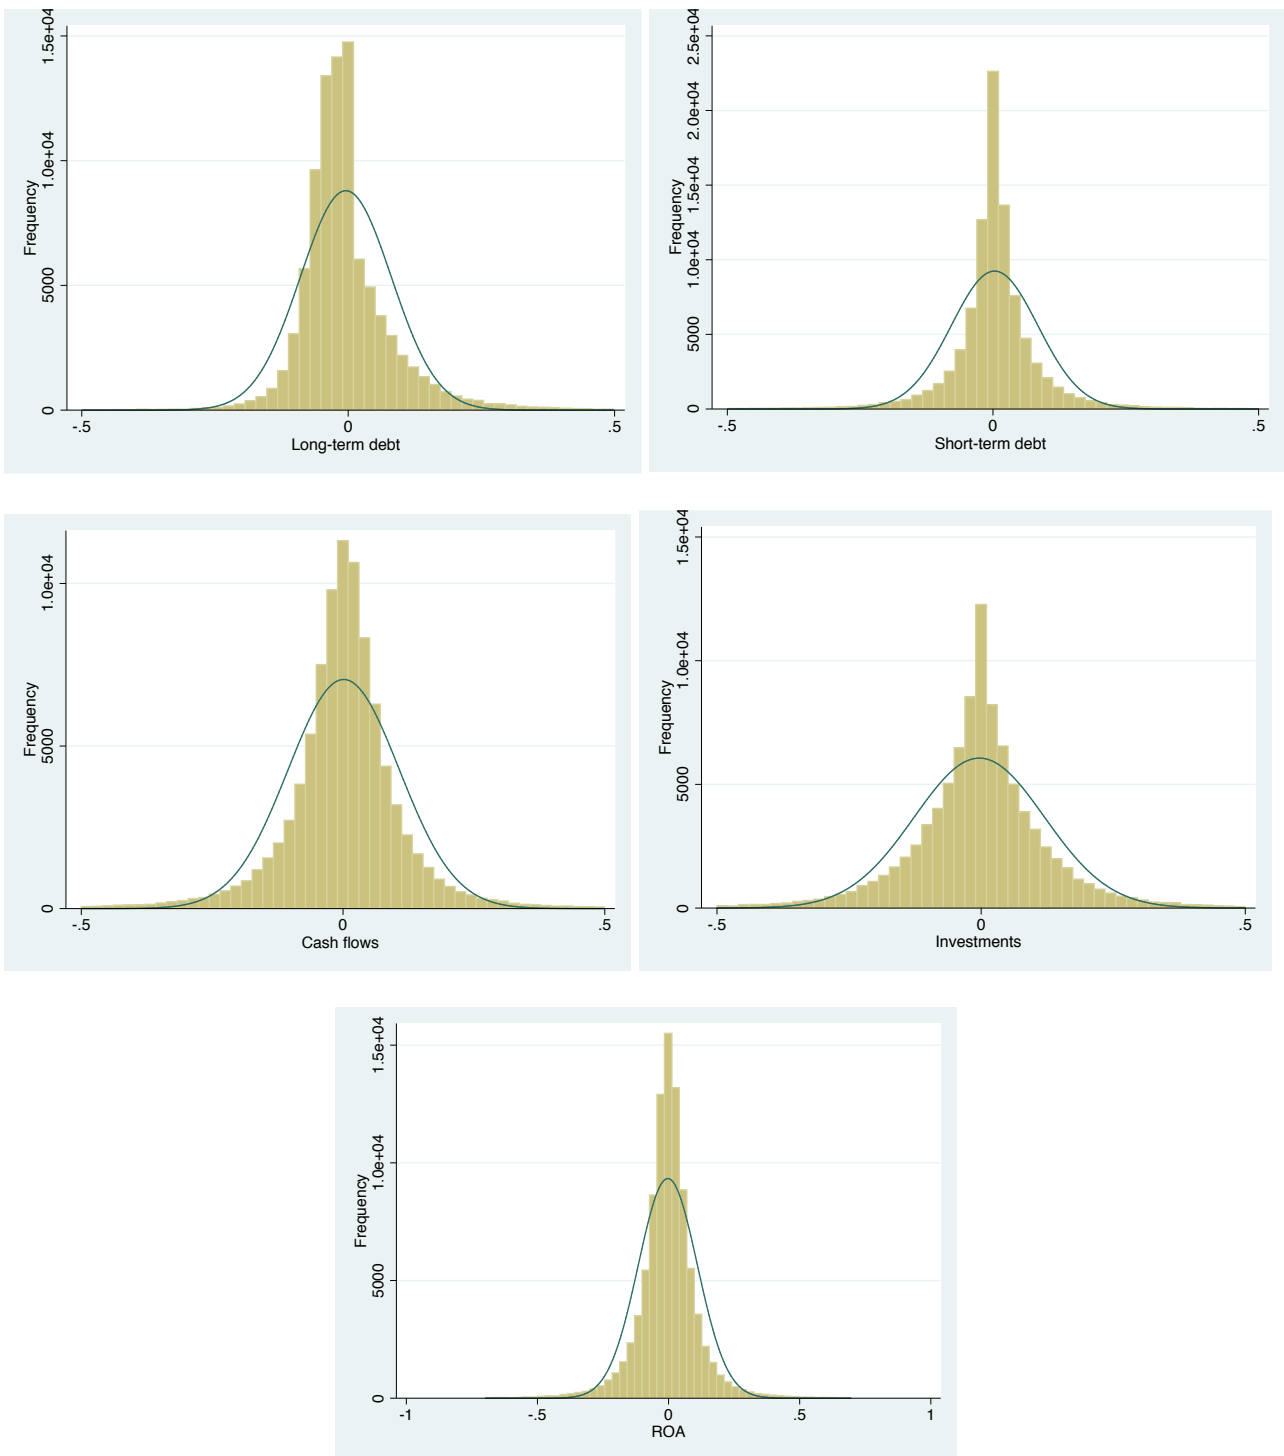 Frequency
0 5000 1.0e+04 1.5e+04
-.5 0 .5
Long-term debt
Frequency
0 5000 1.0e+04 1.5e+04 2.0e+04 2.5e+04
-.5 0 .5
Short-term debt
Frequency
0 5000 1.0e+04
-.5 0 .5
Cash flows
Frequency
0 5000 1.0e+04 1.5e+04
-.5 0 .5
Investments
Frequency
0 5000 1.0e+04 1.5e+04
-1 -.5 0 .5 1
ROA